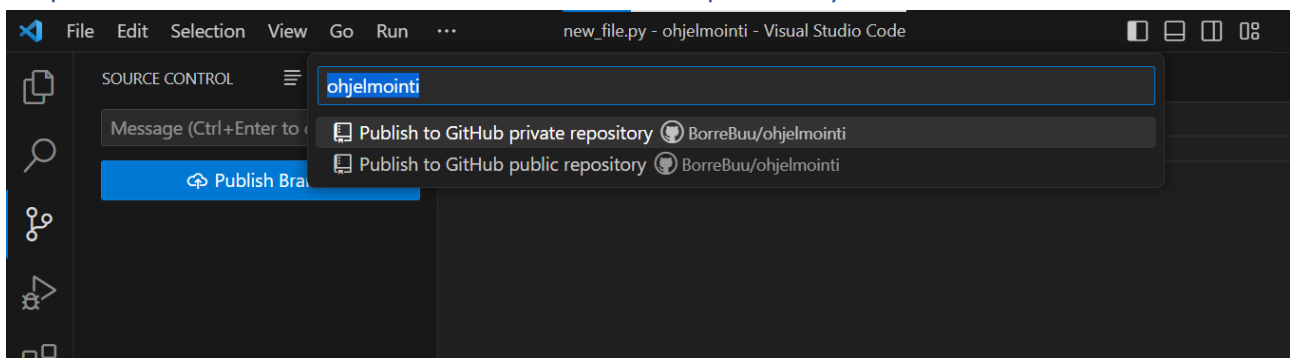 File Edit Selection View Go Run ··· new_file.py - ohjelmointi - Visual Studio Code
SOURCE CONTROL
ohjelmointi
Message (Ctrl+Enter to
Publish to GitHub private repository BorreBuu/ohjelmointi
Publish to GitHub public repository BorreBuu/ohjelmointi
Publish Bra